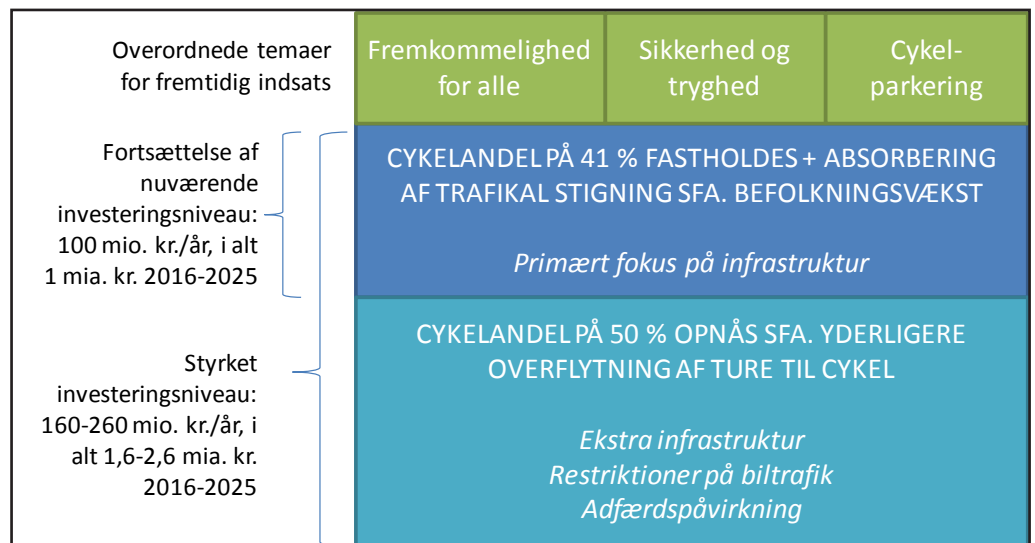 Overordnede temaer
for fremtidig indsats
Fremkommelighed
for alle
Sikkerhed og
tryghed
Cykel-
parkering
Fortsættelse af
nuværende
investeringsniveau:
100 mio. kr./år, i alt
1 mia. kr. 2016-2025
CYKELANDEL PÅ 41 % FASTHOLDES + ABSORBERING
AF TRAFIKAL STIGNING SFA. BEFOLKNINGSVÆKST
Primært fokus på infrastruktur
Styrket
investeringsniveau:
160-260 mio. kr./år, i
alt 1,6-2,6 mia. kr.
2016-2025
CYKELANDEL PÅ 50 % OPNÅS SFA. YDERLIGERE
OVERFLYTNING AF TURE TIL CYKEL
Ekstra infrastruktur
Restriktioner på biltrafik
Adfærdspåvirkning